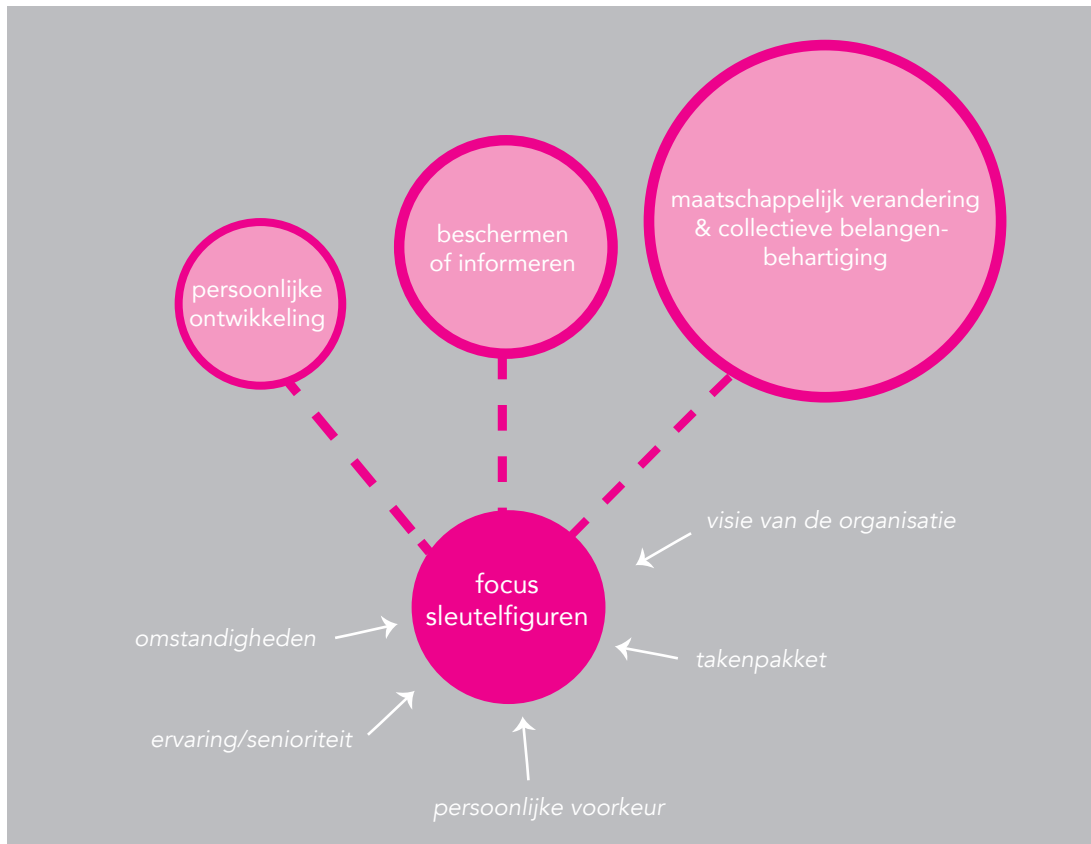 persoonlijke
ontwikkeling
beschermen
of informeren
maatschappelijk verandering
& collectieve belangen-
behartiging
focus
sleutelfiguren
visie van de organisatie
omstandigheden
takenpakket
ervaring/senioriteit
persoonlijke voorkeur